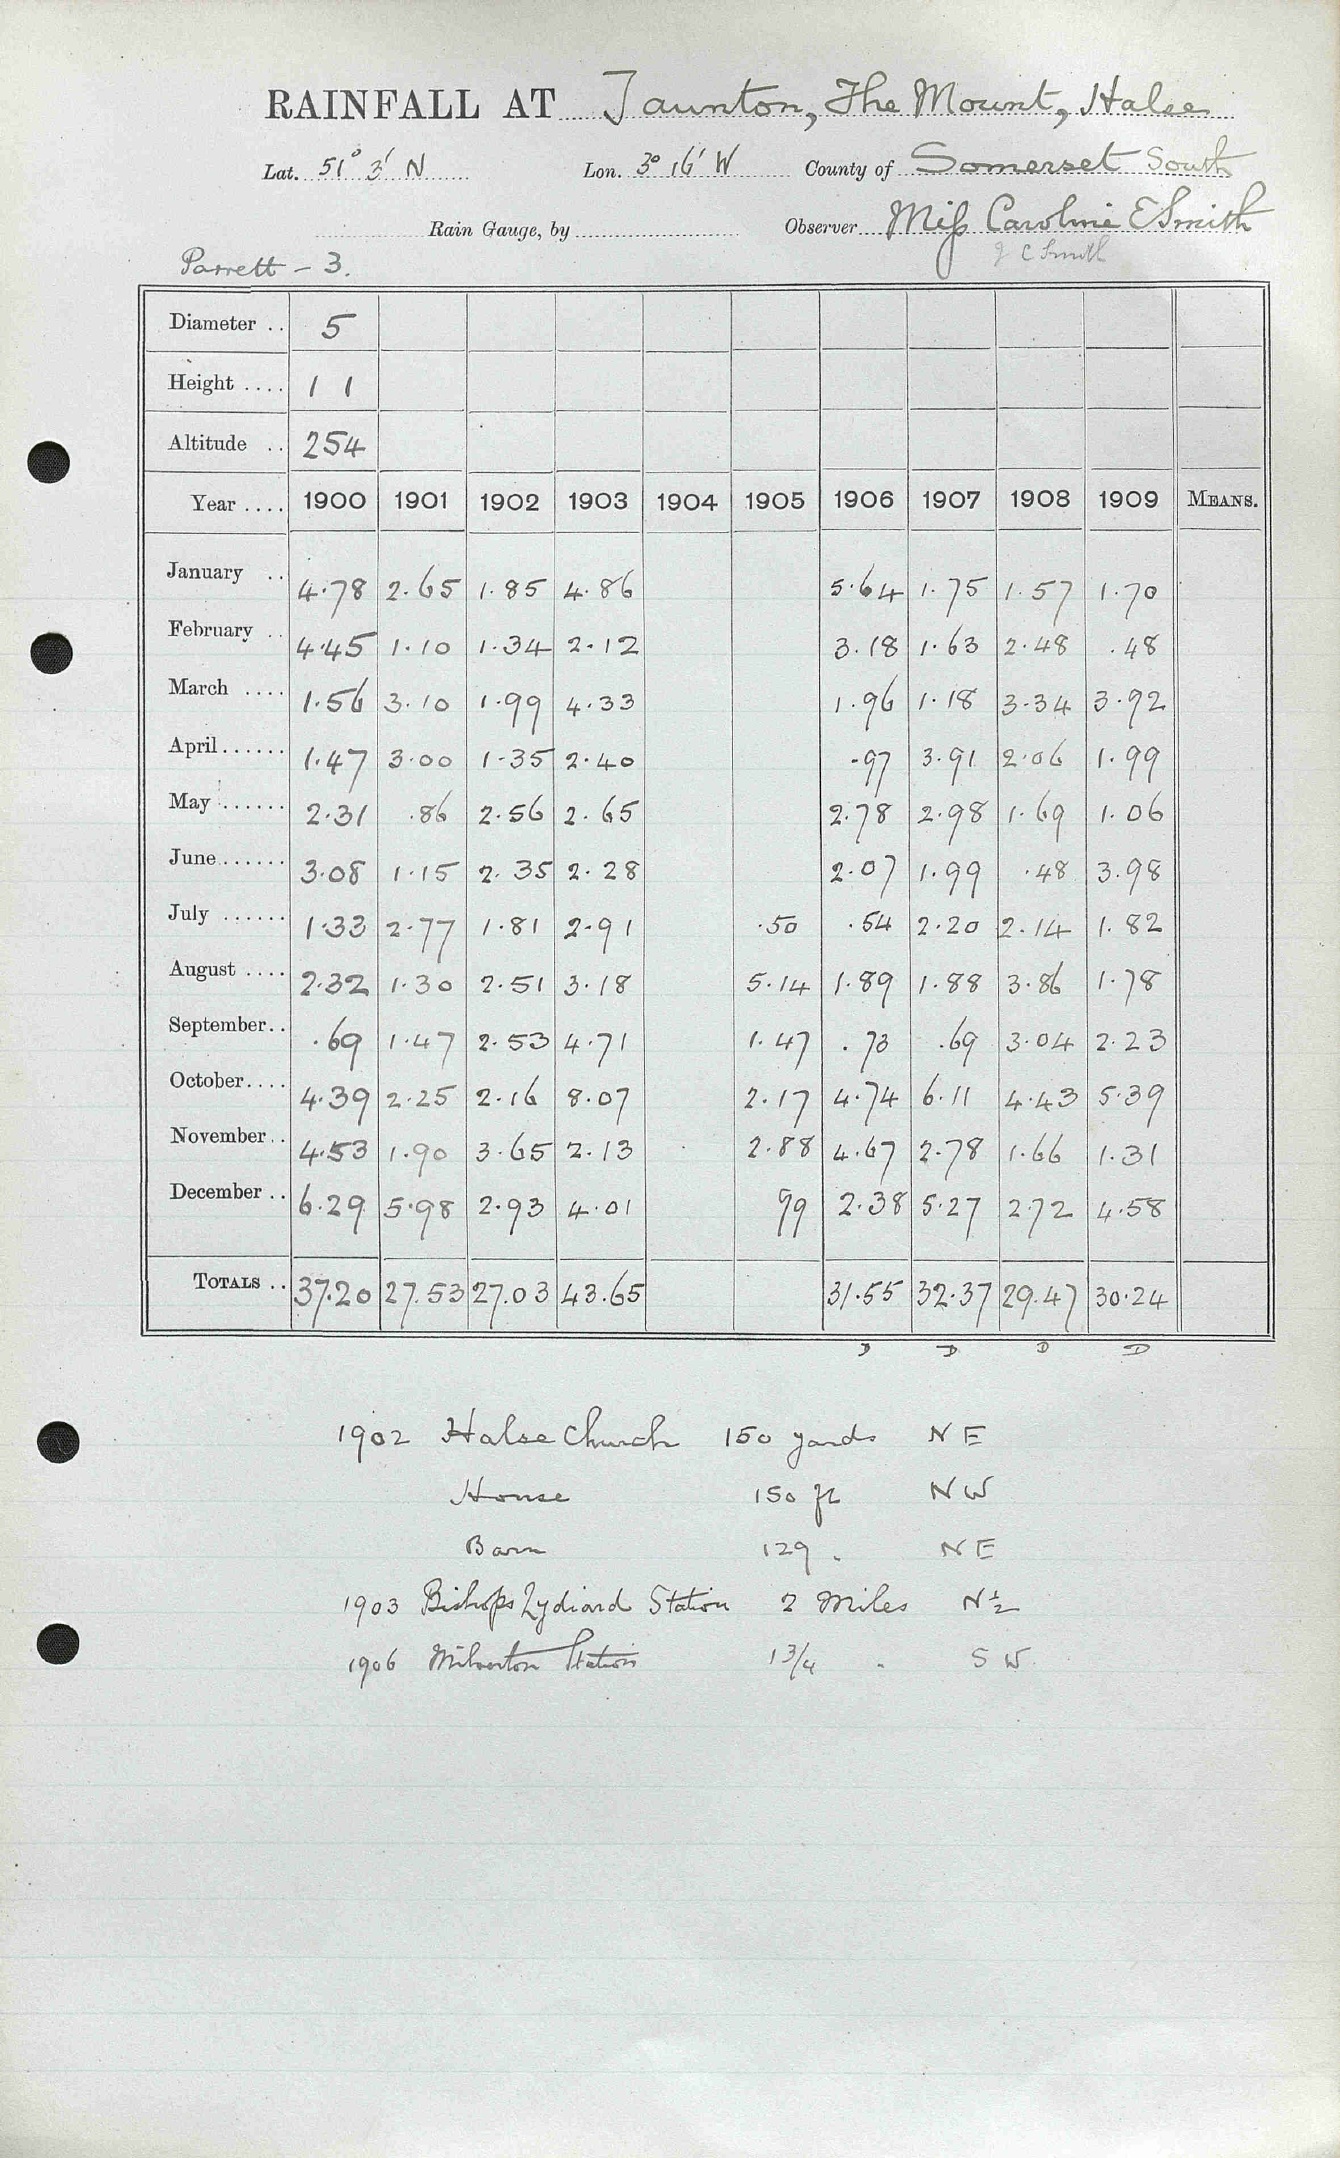 RAINFALL AT Taunton, The Mount, Halse
Lat. 51° 3' N Lon. 3° 16' W County of Somerset South
Rain Gauge, by Observer Miss Caroline E Smith
C Smith
Parrett - 3.
Diameter .. 5
Height .... 1 1
Altitude .. 254
Year .... 1900 1901 1902 1903 1904 1905 1906 1907 1908 1909 MEANS.
January .. 4.78 2.65 1.85 4.86 5.64 1.75 1.57 1.70
February .. 4.45 1.10 1.34 2.12 3.18 1.63 2.48 .48
March .... 1.56 3.10 1.99 4.33 1.96 1.18 3.34 3.92
April ...... 1.47 3.00 1.35 2.40 .97 3.91 2.06 1.99
May ...... 2.31 .86 2.56 2.65 2.78 2.98 1.69 1.06
June ...... 3.08 1.15 2.35 2.28 2.07 1.99 .48 3.98
July ...... 1.33 2.77 1.81 2.91 .50 .54 2.20 2.14 1.82
August .... 2.32 1.30 2.51 3.18 5.14 1.89 1.88 3.86 1.78
September.. .69 1.47 2.53 4.71 1.47 .73 .69 3.04 2.23
October.... 4.39 2.25 2.16 8.07 2.17 4.74 6.11 4.43 5.39
November.. 4.53 1.90 3.65 2.13 2.88 4.67 2.78 1.66 1.31
December .. 6.29 5.98 2.93 4.01 99 2.38 5.27 2.72 4.58
TOTALS .. 37.20 27.53 27.03 43.65 31.55 32.37 29.47 30.24
D D D D
1902 Halse Church 150 yards N E
House 150 ft N W
Barn 129 . N E
1903 Bishops Lydiard Station 2 Miles N ½
1906 Milverton Station 1 3/4 " S W